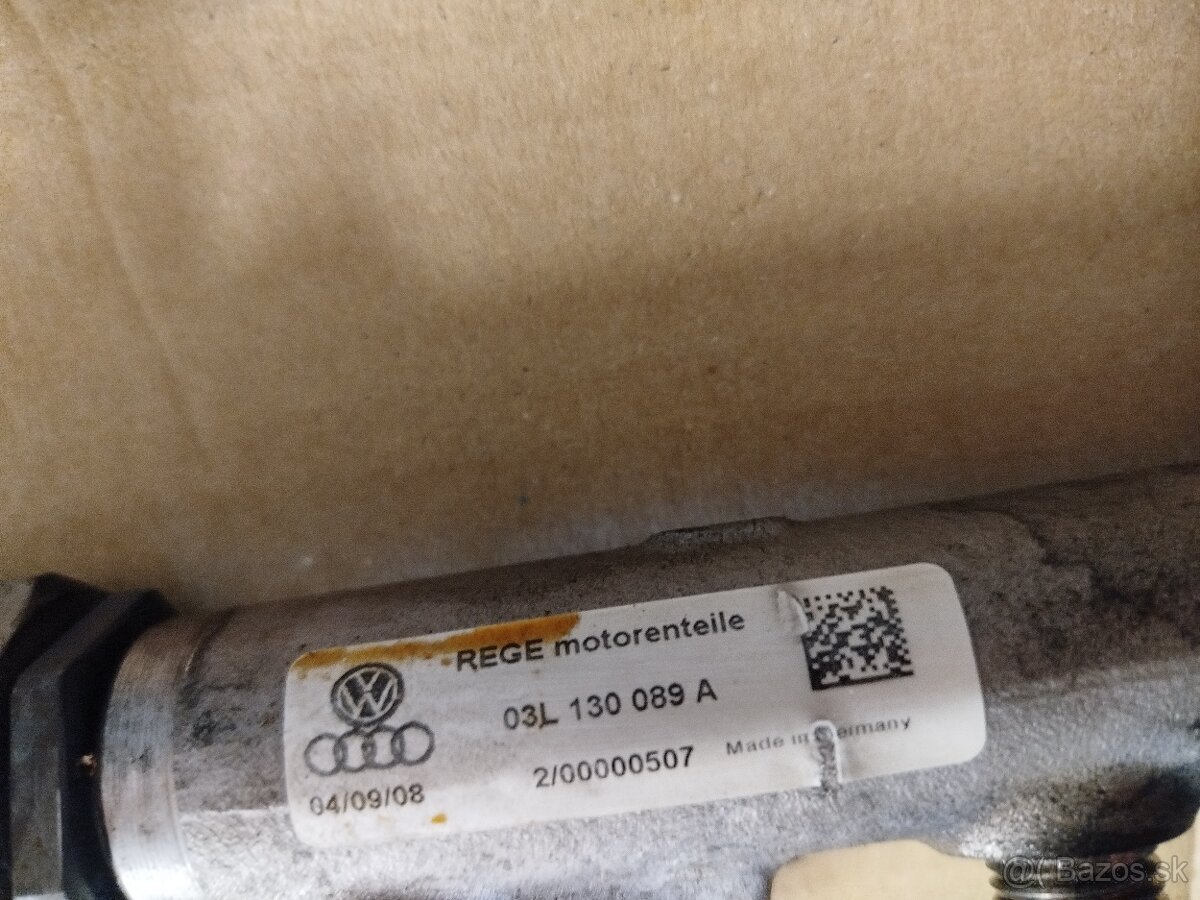 REGE motorenteile
03L 130 089 A
2/00000507
Made in Germany
04/09/08
Bazos.sk